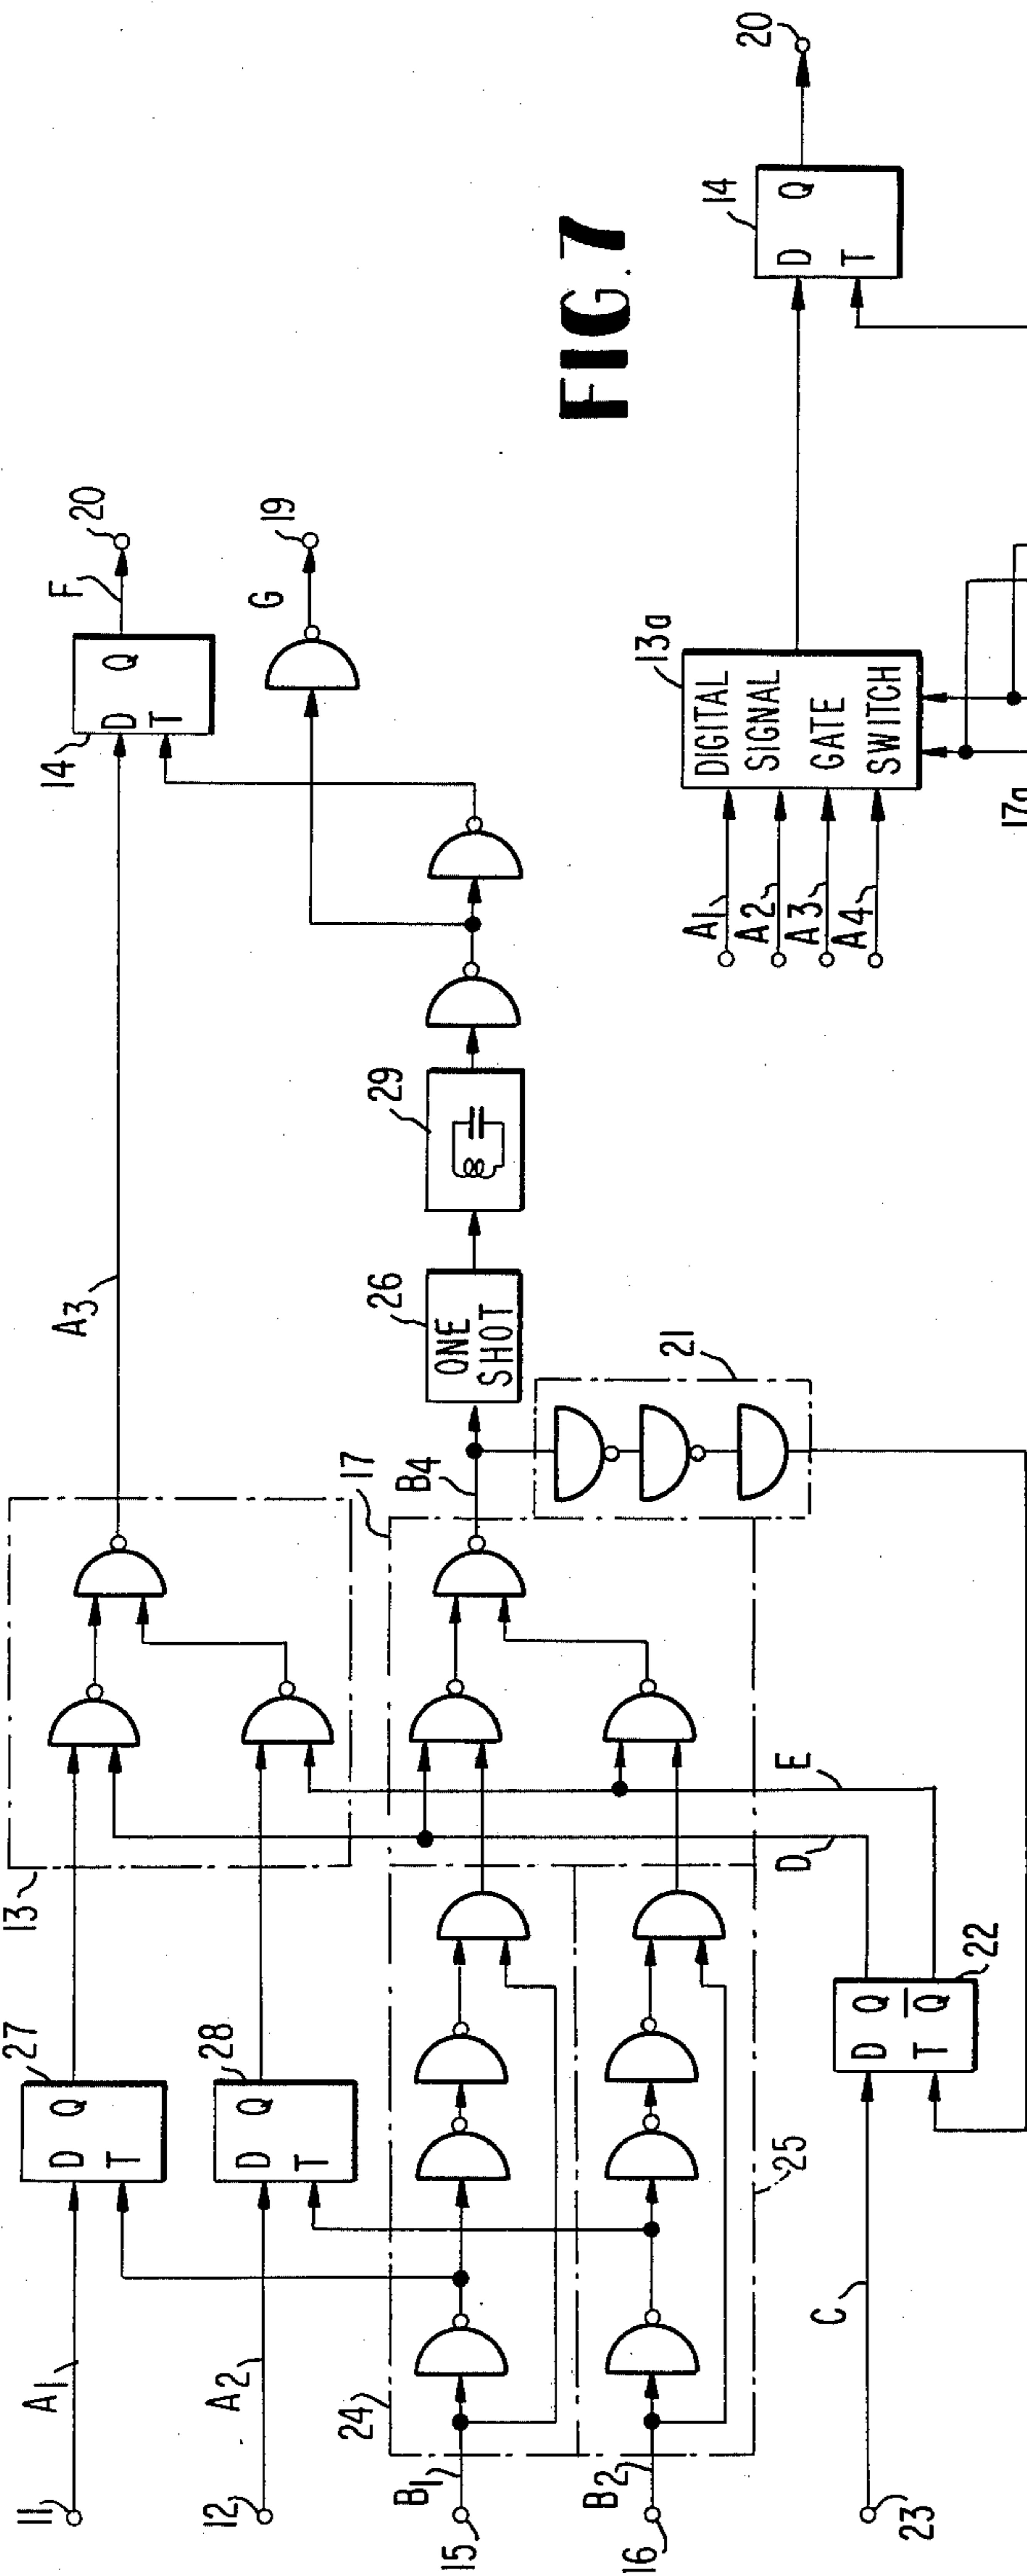 11
A1
D Q
T
27
13
A3
14
D Q
T
F
20
12
A2
D Q
T
28
G
19
15
B1
24
17
B4
26
ONE
SHOT
29
16
B2
25
21
D
E
23
C
D Q
T Q
22
FIG. 7
A1
A2
A3
A4
DIGITAL
SIGNAL
GATE
SWITCH
13a
17a
14
D Q
T
20